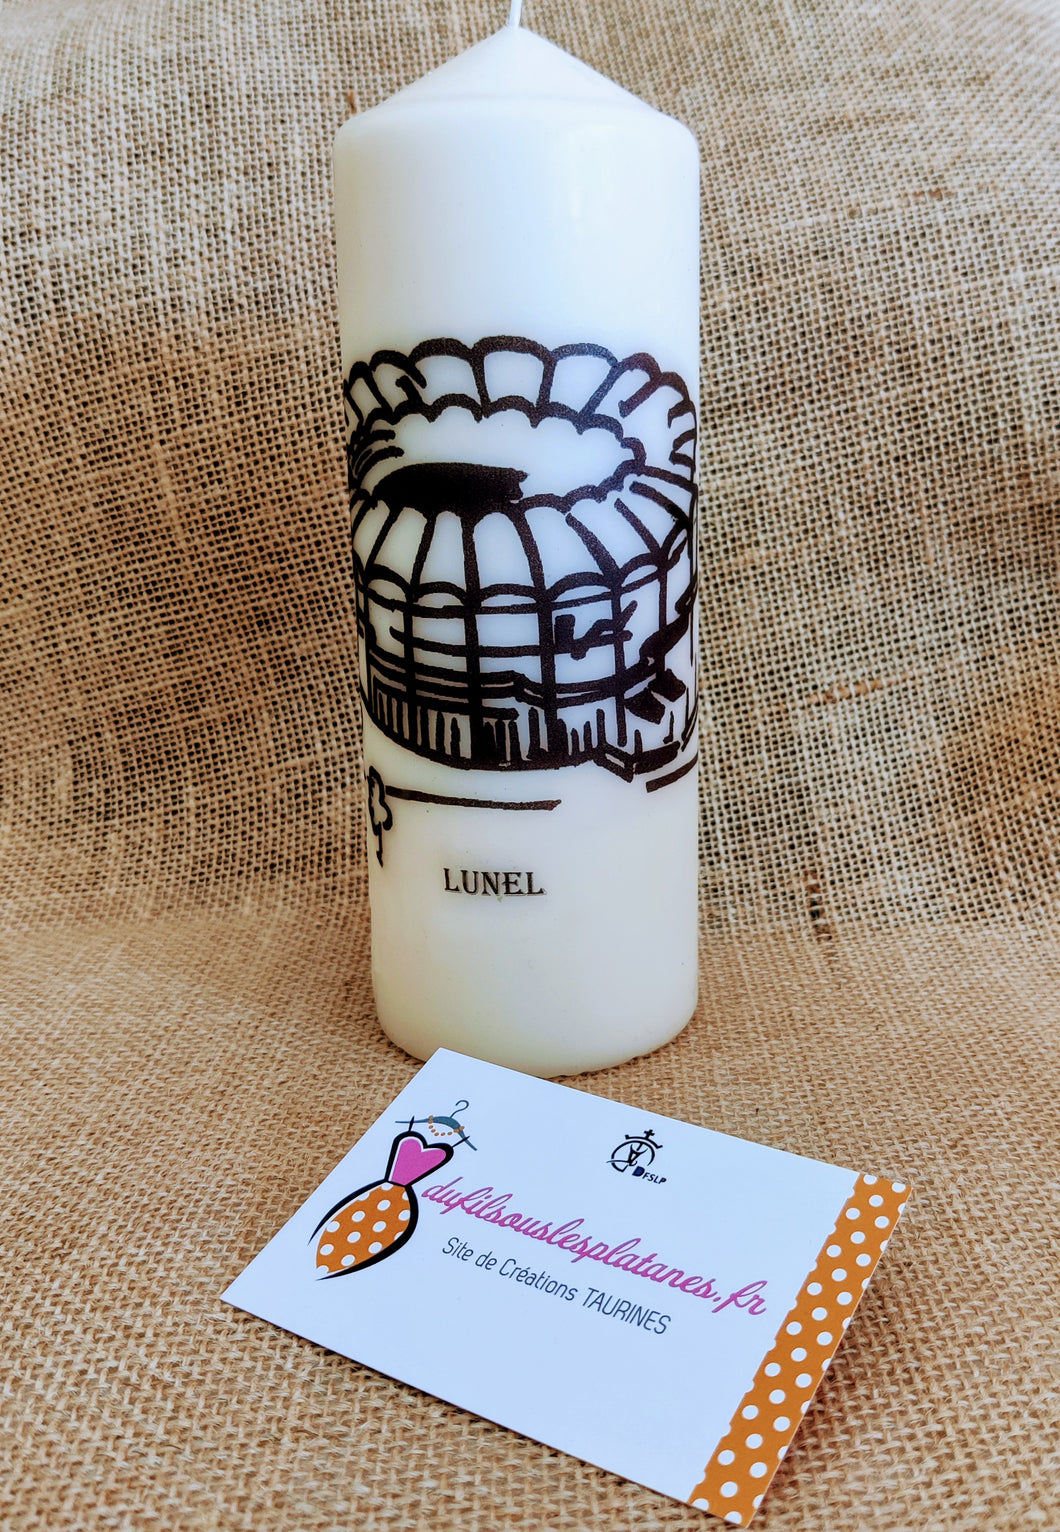 LUNEL
DFSLP
dufilsouslesplatanes.fr
Site de Créations TAURINES